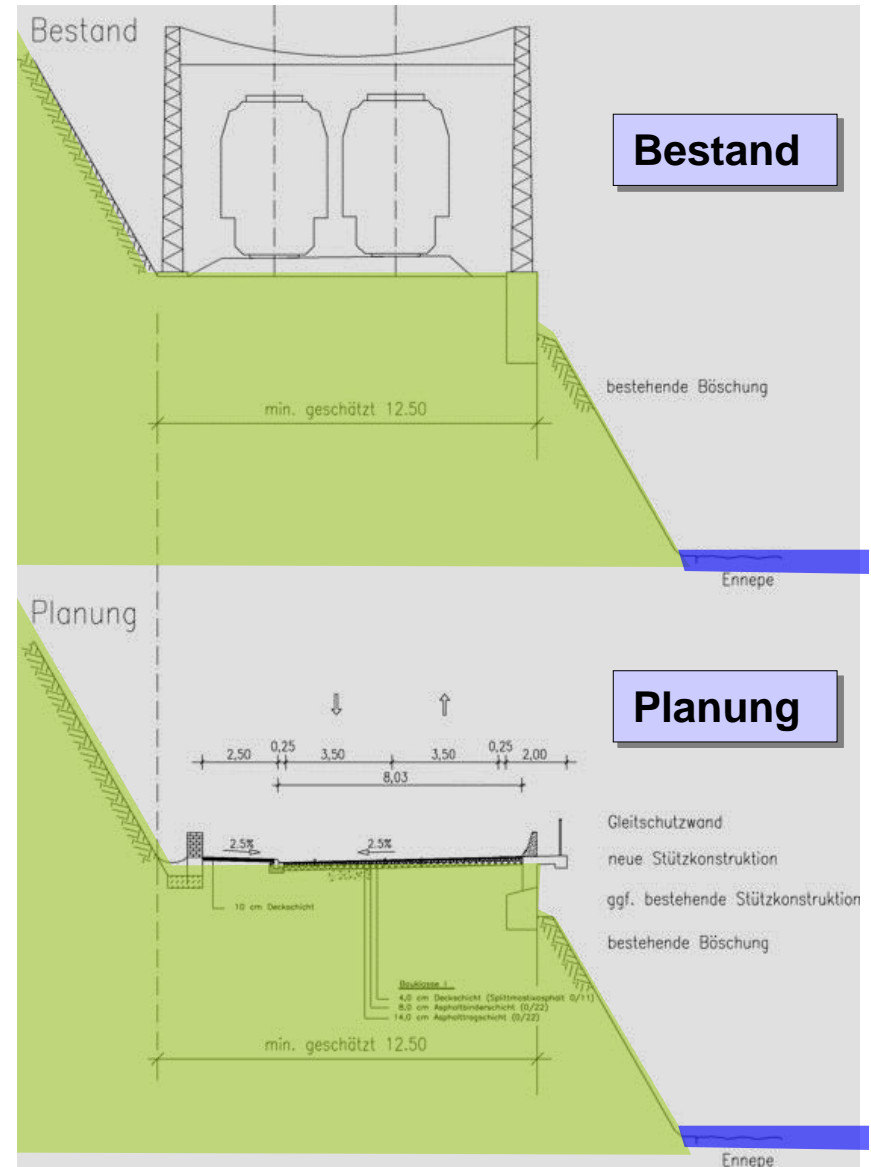 Bestand
Bestand
bestehende Böschung
min. geschätzt 12.50
Ennepe
Planung
Planung
2,50 0,25 3,50 3,50 0,25 2,00
8,03
Gleitschutzwand
2.5% 2.5%
neue Stützkonstruktion
ggf. bestehende Stützkonstruktion
10 cm Deckschicht
bestehende Böschung
Bauklasse I
4,0 cm Deckschicht (Splittmastixasphalt 0/11)
8,0 cm Asphaltbinderschicht (0/22)
14,0 cm Asphalttragschicht (0/22)
min. geschätzt 12.50
Ennepe